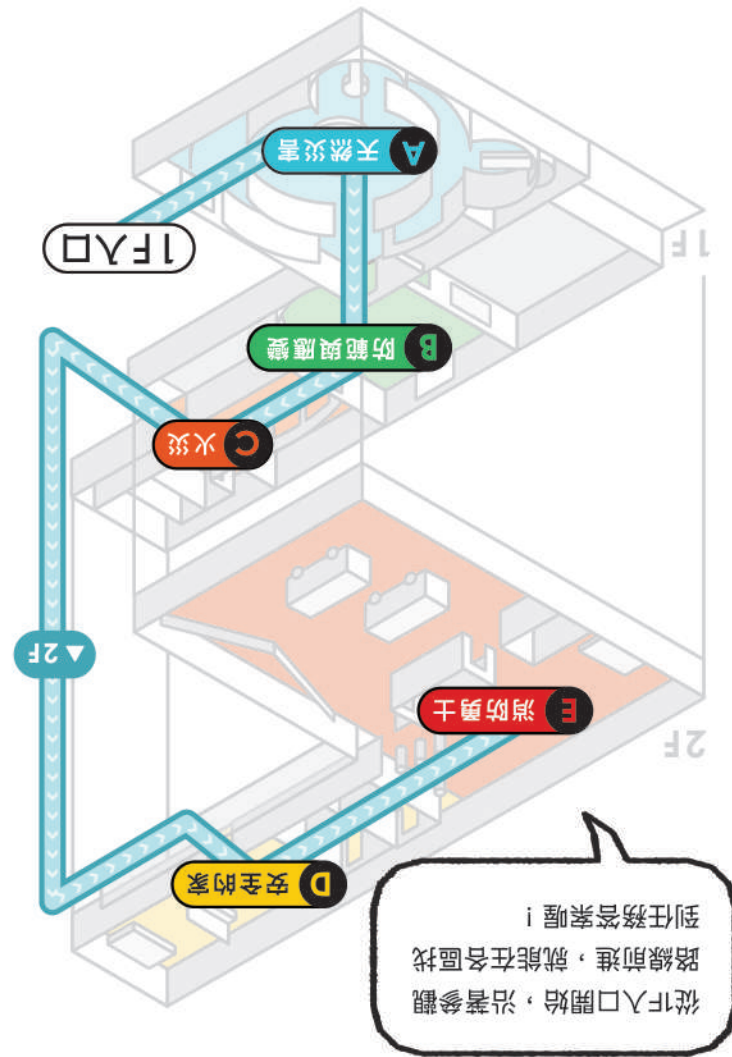 從1F入口開始，沿著參觀
路線前進，就能在各區找
到任務答案喔！
D 安全的家
E 消防勇士
2F
▲2F
C 火災
B 防範與應變
1F入口
1F
A 天然災害